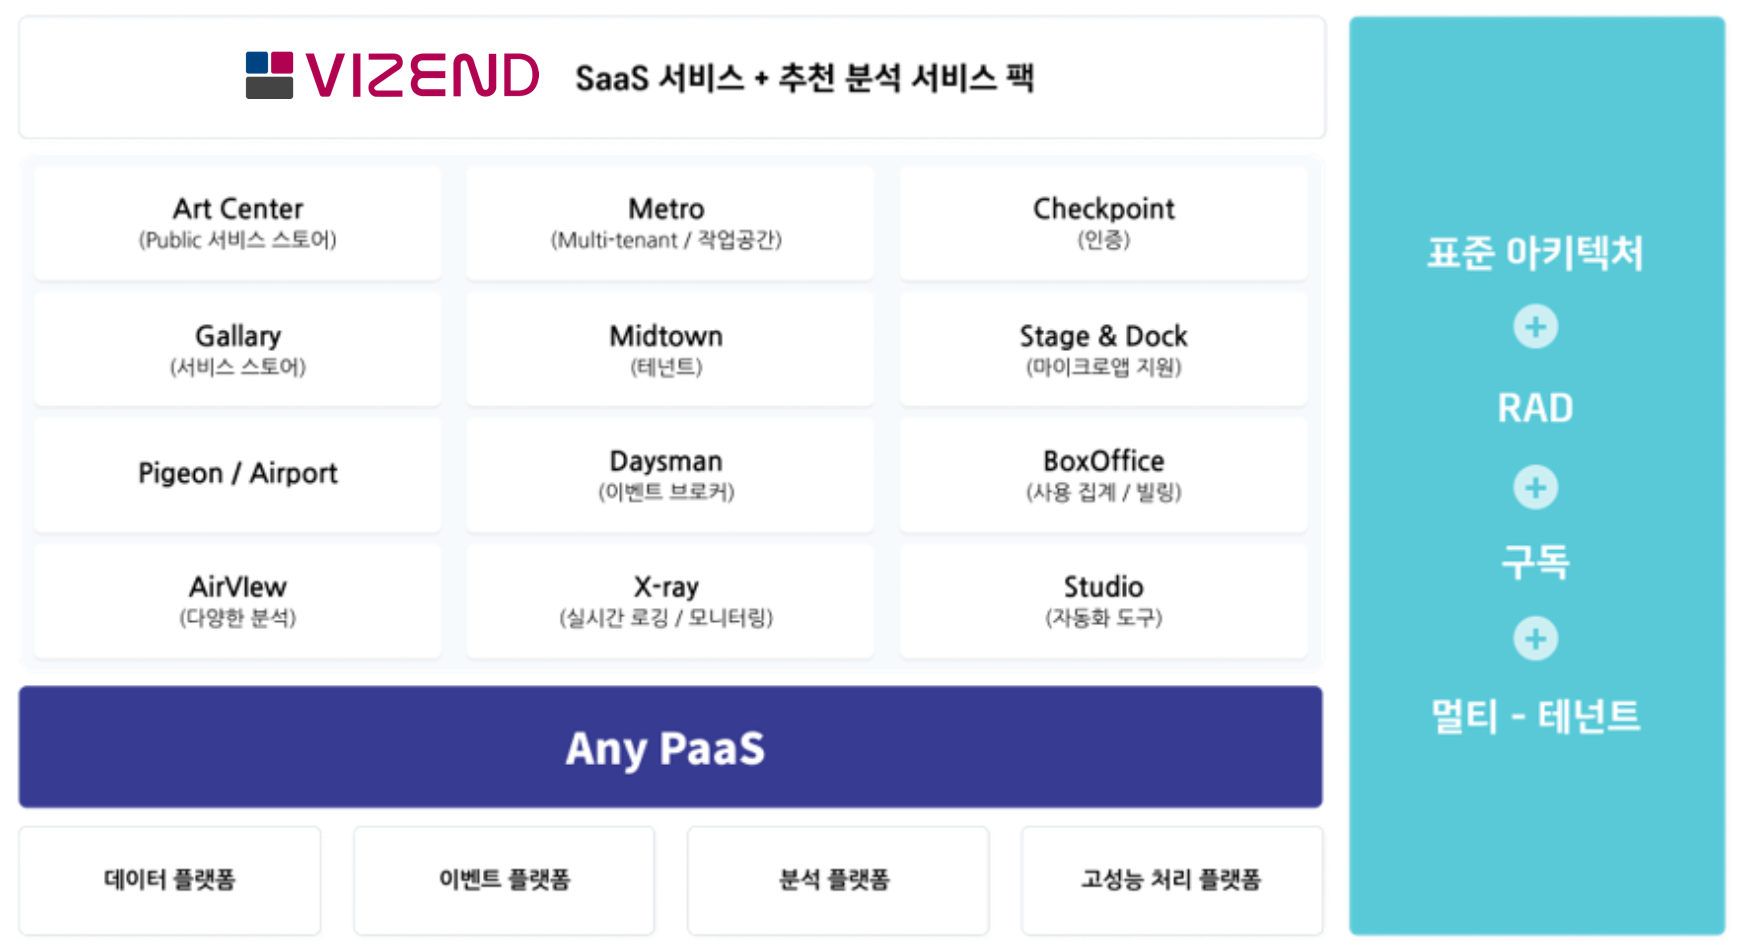 VIZEND SaaS 서비스 + 추천 분석 서비스 팩
Art Center
(Public 서비스 스토어)
Metro
(Multi-tenant / 작업공간)
Checkpoint
(인증)
Gallary
(서비스 스토어)
Midtown
(테넌트)
Stage & Dock
(마이크로앱 지원)
Pigeon / Airport
Daysman
(이벤트 브로커)
BoxOffice
(사용 집계 / 빌링)
AirVIew
(다양한 분석)
X-ray
(실시간 로깅 / 모니터링)
Studio
(자동화 도구)
Any PaaS
데이터 플랫폼
이벤트 플랫폼
분석 플랫폼
고성능 처리 플랫폼
표준 아키텍처
+
RAD
+
구독
+
멀티 - 테넌트